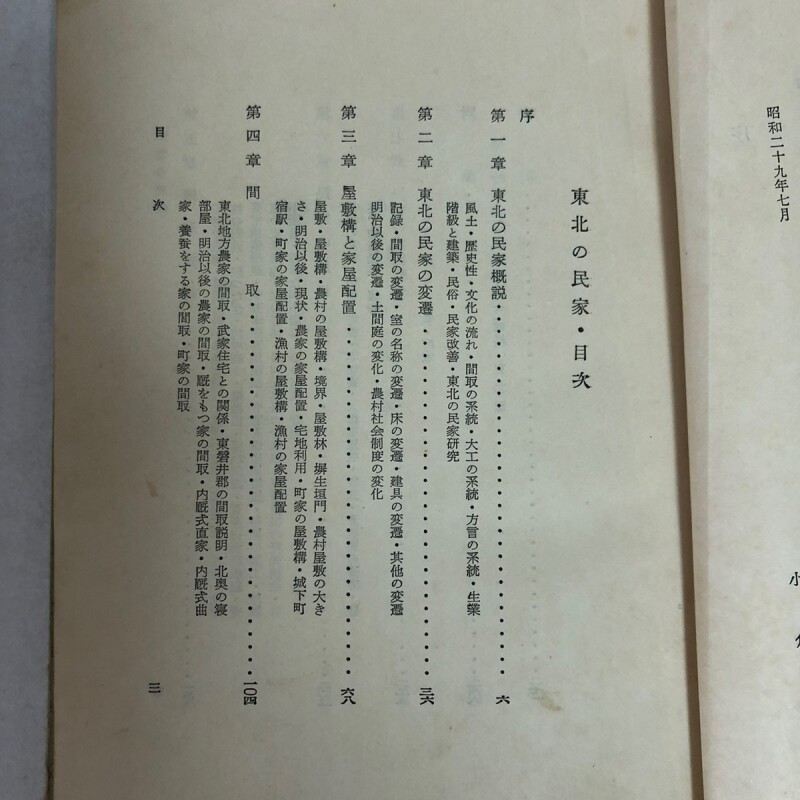 昭和二十九年七月
小
東北の民家・目次
序
第一章 東北の民家概説・・・・・・・・・・・・・・・・・・・・・・・・六
風土・歴史性・文化の流れ・間取の系統・大工の系統・方言の系統・生業
階級と建築・民俗・民家改善・東北の民家研究
第二章 東北の民家の変遷・・・・・・・・・・・・・・・・・・・・・・・三六
記録・間取の変遷・室の名称の変遷・床の変遷・建具の変遷・其他の変遷
明治以後の変遷・土間庭の変化・農村社会制度の変化
第三章 屋敷構と家屋配置・・・・・・・・・・・・・・・・・・・・・・・六八
屋敷・屋敷構・農村の屋敷構・境界・屋敷林・塀生垣門・農村屋敷の大き
さ・明治以後・現状・農家の家屋配置・宅地利用・町家の屋敷構・城下町
宿駅・町家の家屋配置・漁村の屋敷構・漁村の家屋配置
第四章 間 取・・・・・・・・・・・・・・・・・・・・・・・・・一〇四
東北地方農家の間取・武家住宅との関係・東磐井郡の間取説明・北奥の寝
部屋・明治以後の農家の間取・厩をもつ家の間取・内厩式直家・内厩式曲
家・養蚕をする家の間取・町家の間取
目次 三